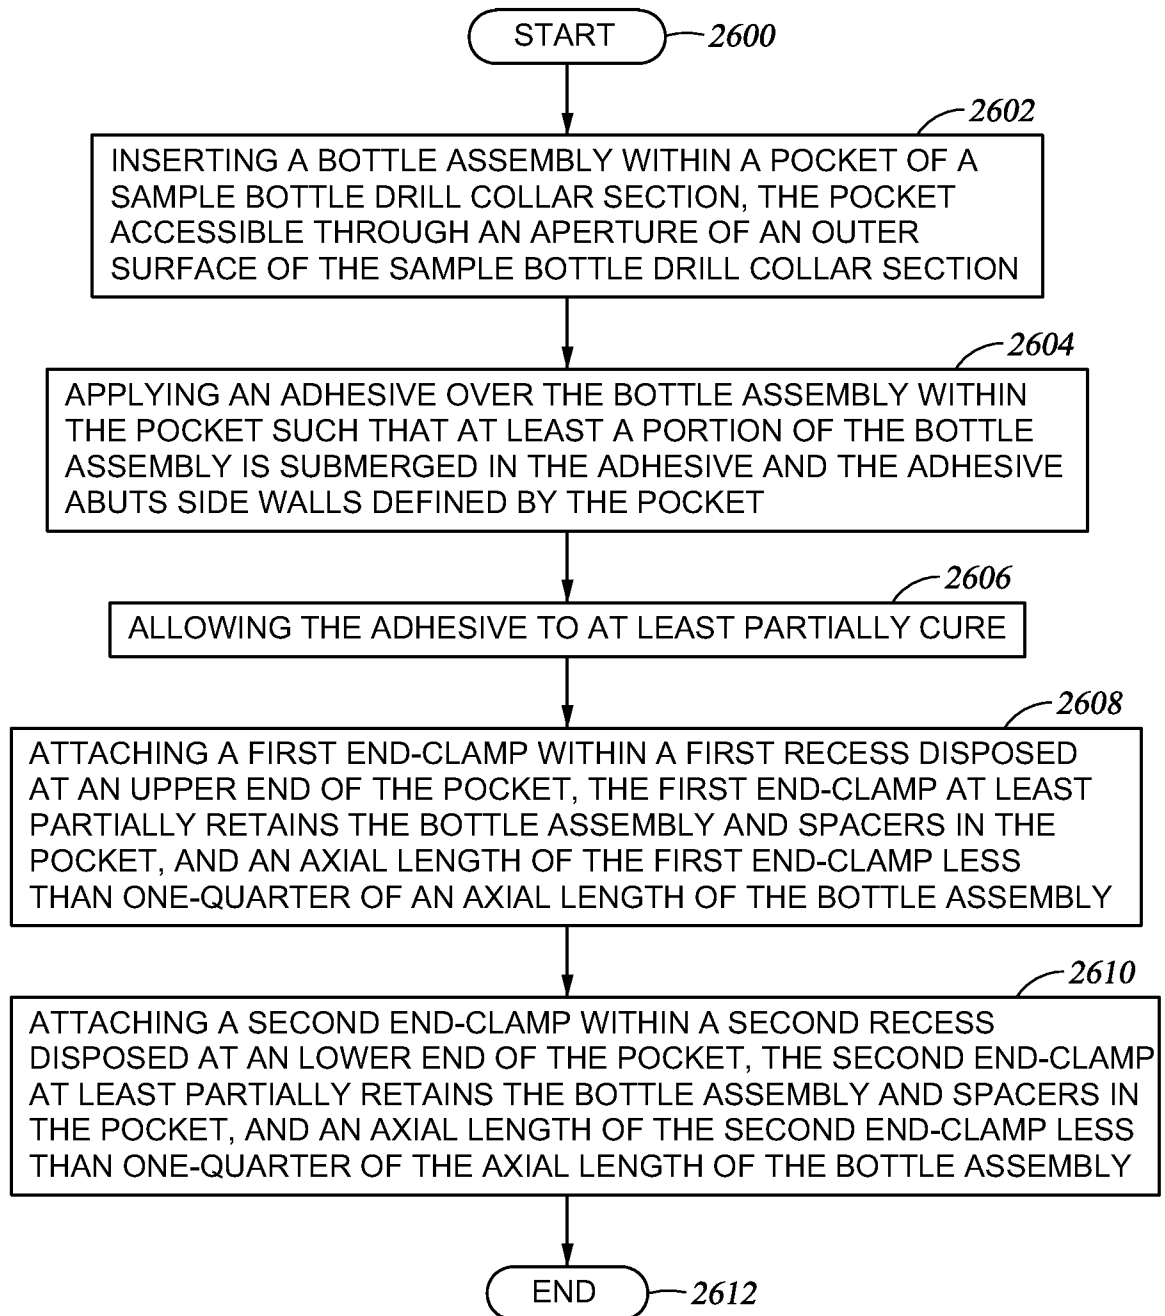 START
2600
2602
INSERTING A BOTTLE ASSEMBLY WITHIN A POCKET OF A
SAMPLE BOTTLE DRILL COLLAR SECTION, THE POCKET
ACCESSIBLE THROUGH AN APERTURE OF AN OUTER
SURFACE OF THE SAMPLE BOTTLE DRILL COLLAR SECTION
2604
APPLYING AN ADHESIVE OVER THE BOTTLE ASSEMBLY WITHIN
THE POCKET SUCH THAT AT LEAST A PORTION OF THE BOTTLE
ASSEMBLY IS SUBMERGED IN THE ADHESIVE AND THE ADHESIVE
ABUTS SIDE WALLS DEFINED BY THE POCKET
2606
ALLOWING THE ADHESIVE TO AT LEAST PARTIALLY CURE
2608
ATTACHING A FIRST END-CLAMP WITHIN A FIRST RECESS DISPOSED
AT AN UPPER END OF THE POCKET, THE FIRST END-CLAMP AT LEAST
PARTIALLY RETAINS THE BOTTLE ASSEMBLY AND SPACERS IN THE
POCKET, AND AN AXIAL LENGTH OF THE FIRST END-CLAMP LESS
THAN ONE-QUARTER OF AN AXIAL LENGTH OF THE BOTTLE ASSEMBLY
2610
ATTACHING A SECOND END-CLAMP WITHIN A SECOND RECESS
DISPOSED AT AN LOWER END OF THE POCKET, THE SECOND END-CLAMP
AT LEAST PARTIALLY RETAINS THE BOTTLE ASSEMBLY AND SPACERS IN
THE POCKET, AND AN AXIAL LENGTH OF THE SECOND END-CLAMP LESS
THAN ONE-QUARTER OF THE AXIAL LENGTH OF THE BOTTLE ASSEMBLY
END
2612